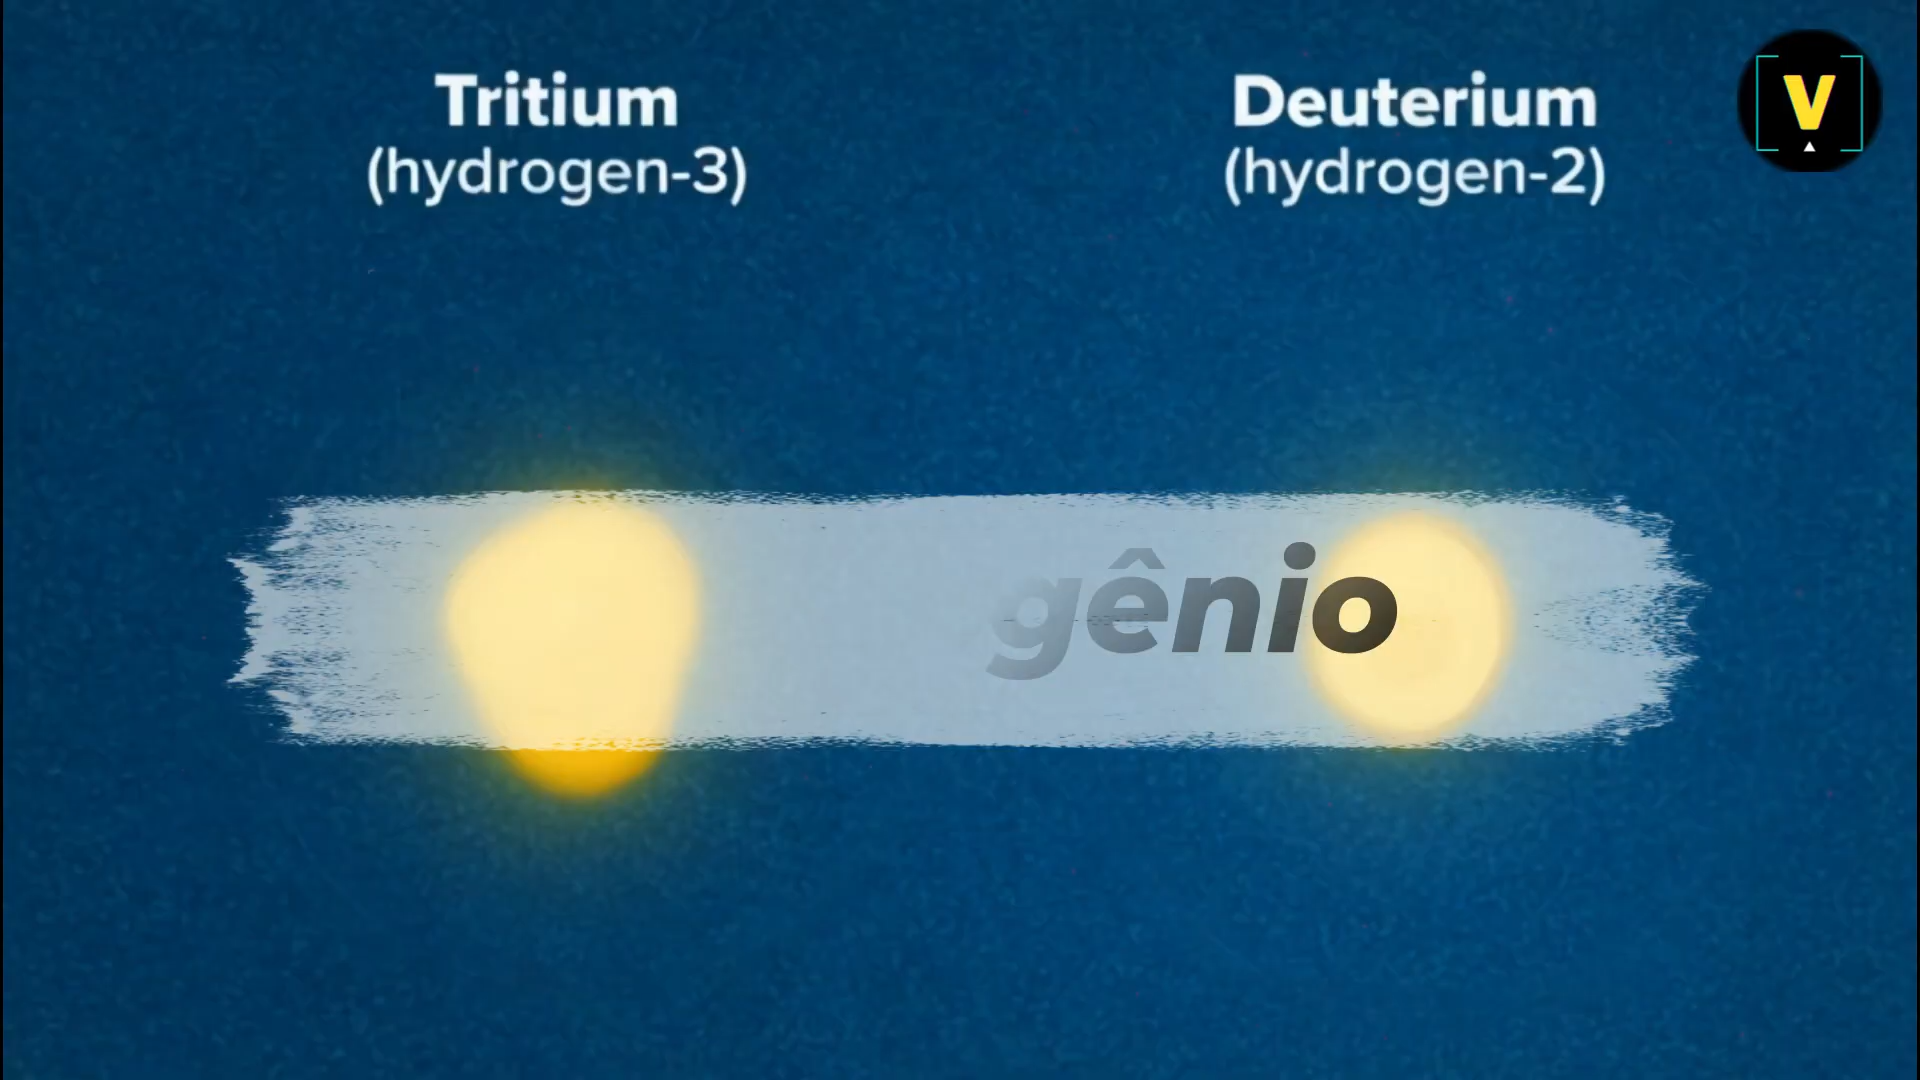 Tritium
(hydrogen-3)
Deuterium
(hydrogen-2)
V
gênio